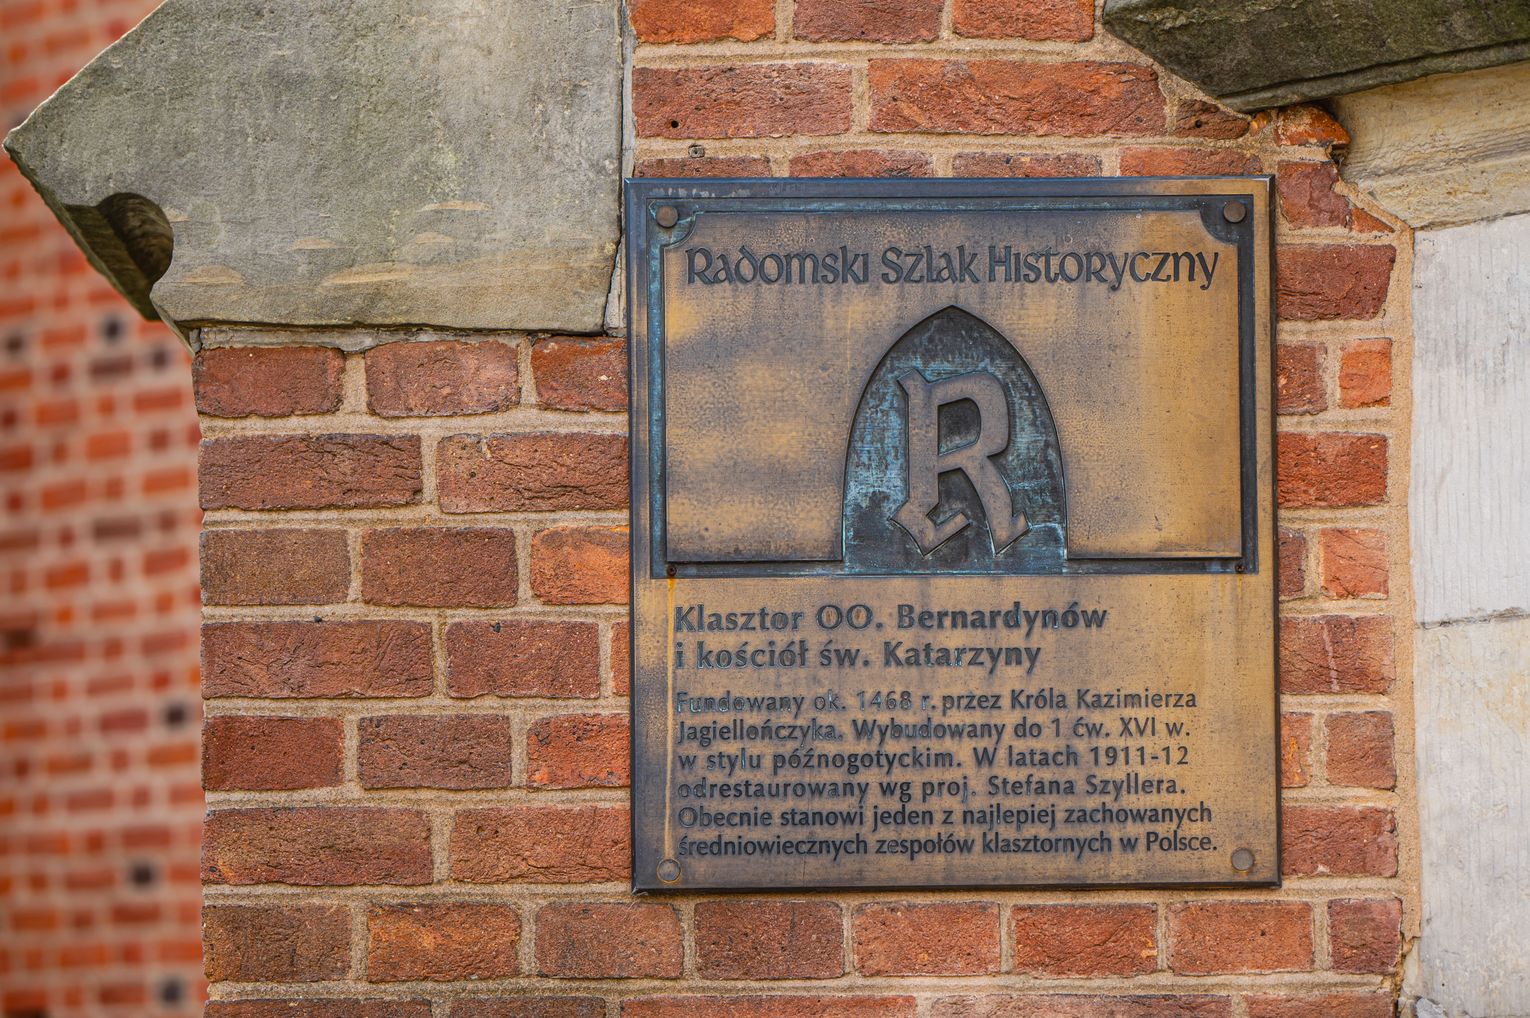 Radomski Szlak Historyczny
R
Klasztor OO. Bernardynów
i kościół św. Katarzyny
Fundowany ok. 1468 r. przez Króla Kazimierza
Jagiellończyka. Wybudowany do 1 ćw. XVI w.
w stylu późnogotyckim. W latach 1911-12
odrestaurowany wg proj. Stefana Szyllera.
Obecnie stanowi jeden z najlepiej zachowanych
średniowiecznych zespołów klasztornych w Polsce.